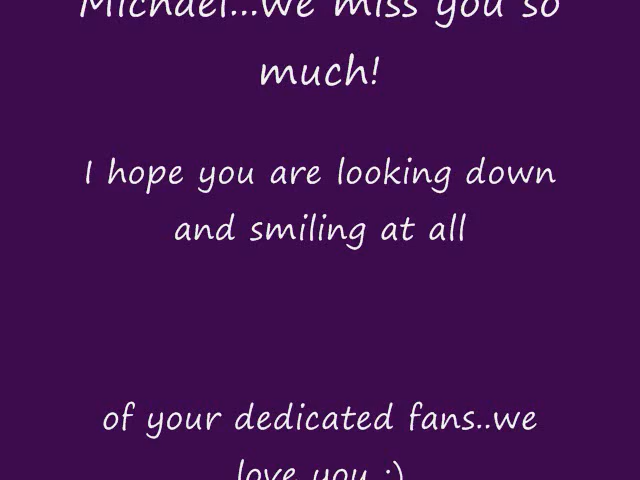 Michael...we miss you so
much!
I hope you are looking down
and smiling at all
of your dedicated fans..we
love you :)